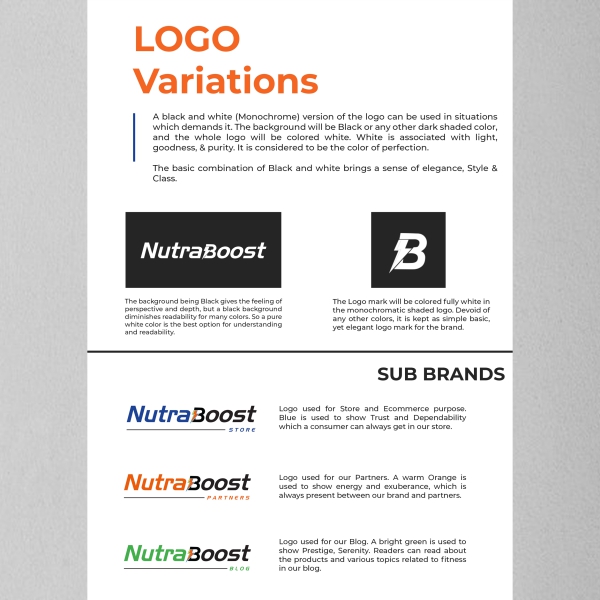 LOGO
Variations
A black and white (Monochrome) version of the logo can be used in situations
which demands it. The background will be Black or any other dark shaded color,
and the whole logo will be colored white. White is associated with light,
goodness, & purity. It is considered to be the color of perfection.
The basic combination of Black and white brings a sense of elegance, Style &
Class.
NutraBoost
B
The background being Black gives the feeling of
perspective and depth, but a black background
diminishes readability for many colors. So a pure
white color is the best option for understanding
and readability.
The Logo mark will be colored fully white in
the monochromatic shaded logo. Devoid of
any other colors, it is kept as simple basic,
yet elegant logo mark for the brand.
SUB BRANDS
NutraBoost
STORE
Logo used for Store and Ecommerce purpose.
Blue is used to show Trust and Dependability
which a consumer can always get in our store.
NutraBoost
PARTNERS
Logo used for our Partners. A warm Orange is
used to show energy and exuberance, which is
always present between our brand and partners.
NutraBoost
BLOG
Logo used for our Blog. A bright green is used to
show Prestige, Serenity. Readers can read about
the products and various topics related to fitness
in our blog.